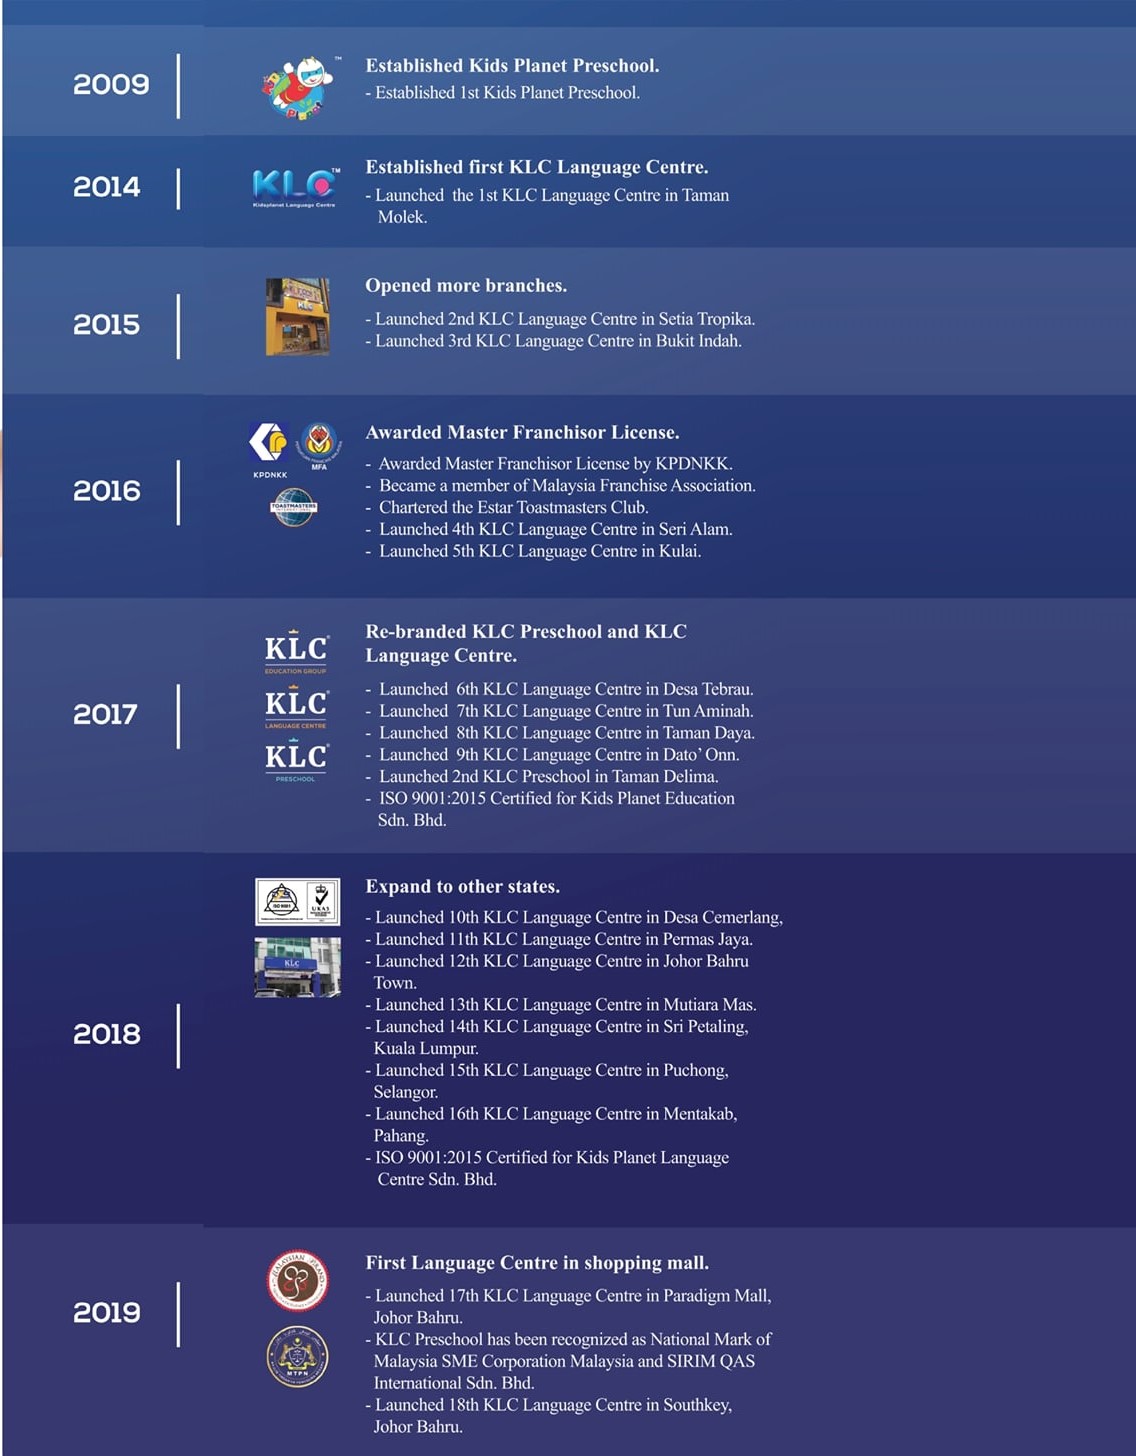 2009
TM
Established Kids Planet Preschool.
- Established 1st Kids Planet Preschool.
2014
KLC TM
Kidsplanet Language Centre
Established first KLC Language Centre.
- Launched the 1st KLC Language Centre in Taman
Molek.
2015
KLC
Opened more branches.
- Launched 2nd KLC Language Centre in Setia Tropika.
- Launched 3rd KLC Language Centre in Bukit Indah.
2016
KPDNKK
MFA
TOASTMASTERS
INTERNATIONAL
Awarded Master Franchisor License.
- Awarded Master Franchisor License by KPDNKK.
- Became a member of Malaysia Franchise Association.
- Chartered the Estar Toastmasters Club.
- Launched 4th KLC Language Centre in Seri Alam.
- Launched 5th KLC Language Centre in Kulai.
2017
KLC®
EDUCATION GROUP
KLC®
LANGUAGE CENTRE
KLC®
PRESCHOOL
Re-branded KLC Preschool and KLC
Language Centre.
- Launched 6th KLC Language Centre in Desa Tebrau.
- Launched 7th KLC Language Centre in Tun Aminah.
- Launched 8th KLC Language Centre in Taman Daya.
- Launched 9th KLC Language Centre in Dato’ Onn.
- Launched 2nd KLC Preschool in Taman Delima.
- ISO 9001:2015 Certified for Kids Planet Education
Sdn. Bhd.
2018
ISO 9001
UKAS
KLC
Expand to other states.
- Launched 10th KLC Language Centre in Desa Cemerlang,
- Launched 11th KLC Language Centre in Permas Jaya.
- Launched 12th KLC Language Centre in Johor Bahru
Town.
- Launched 13th KLC Language Centre in Mutiara Mas.
- Launched 14th KLC Language Centre in Sri Petaling,
Kuala Lumpur.
- Launched 15th KLC Language Centre in Puchong,
Selangor.
- Launched 16th KLC Language Centre in Mentakab,
Pahang.
- ISO 9001:2015 Certified for Kids Planet Language
Centre Sdn. Bhd.
2019
MALAYSIAN BRAND
MTPN
First Language Centre in shopping mall.
- Launched 17th KLC Language Centre in Paradigm Mall,
Johor Bahru.
- KLC Preschool has been recognized as National Mark of
Malaysia SME Corporation Malaysia and SIRIM QAS
International Sdn. Bhd.
- Launched 18th KLC Language Centre in Southkey,
Johor Bahru.